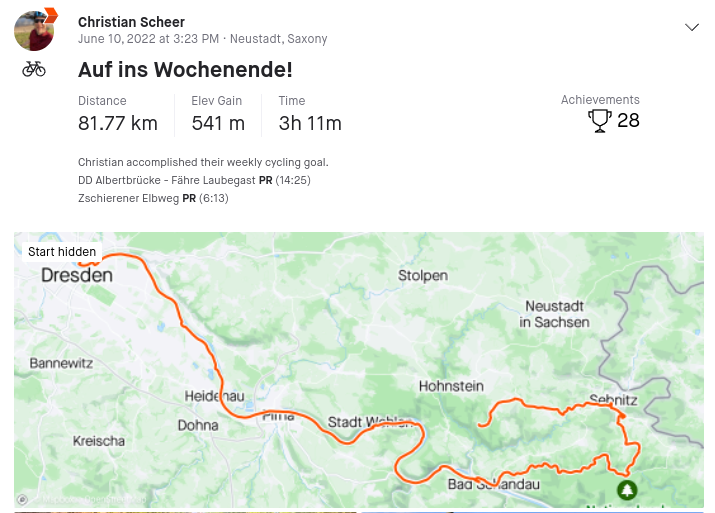 Christian Scheer
June 10, 2022 at 3:23 PM · Neustadt, Saxony
Auf ins Wochenende!
Distance
Elev Gain
Time
Achievements
81.77 km
541 m
3h 11m
28
Christian accomplished their weekly cycling goal.
DD Albertbrücke - Fähre Laubegast PR (14:25)
Zschierener Elbweg PR (6:13)
Start hidden
Dresden
Stolpen
Neustadt
in Sachsen
Bannewitz
Hohnstein
Heidenau
Sebnitz
Pirna
Dohna
Stadt Wehlen
Kreischa
Bad Schandau